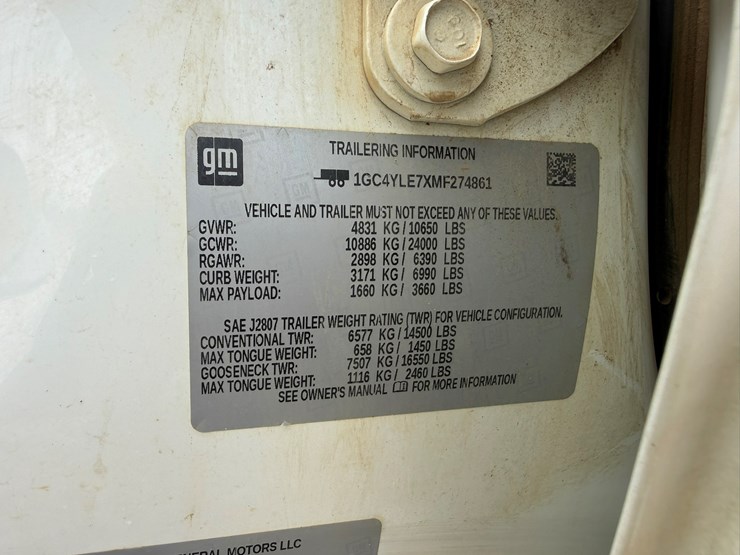 gm
TRAILERING INFORMATION
1GC4YLE7XMF274861
VEHICLE AND TRAILER MUST NOT EXCEED ANY OF THESE VALUES.
GVWR: 4831 KG / 10650 LBS
GCWR: 10886 KG / 24000 LBS
RGAWR: 2898 KG / 6390 LBS
CURB WEIGHT: 3171 KG / 6990 LBS
MAX PAYLOAD: 1660 KG / 3660 LBS
SAE J2807 TRAILER WEIGHT RATING (TWR) FOR VEHICLE CONFIGURATION.
CONVENTIONAL TWR: 6577 KG / 14500 LBS
MAX TONGUE WEIGHT: 658 KG / 1450 LBS
GOOSENECK TWR: 7507 KG / 16550 LBS
MAX TONGUE WEIGHT: 1116 KG / 2460 LBS
SEE OWNER'S MANUAL FOR MORE INFORMATION
MOTORS LLC